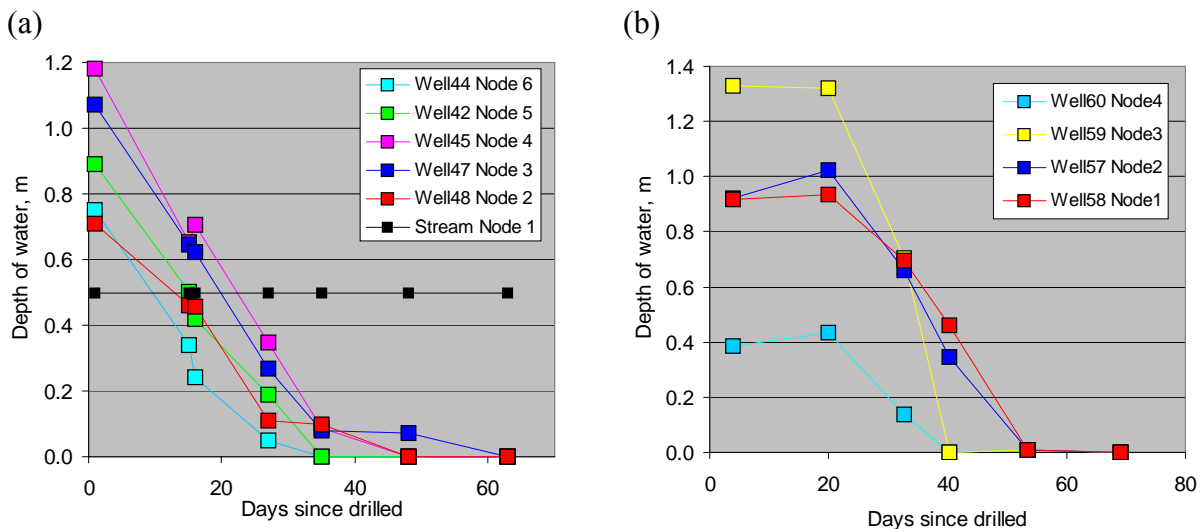 (a)
1.2
1.0
0.8
0.6
0.4
0.2
0.0
Depth of water, m
Well44 Node 6
Well42 Node 5
Well45 Node 4
Well47 Node 3
Well48 Node 2
Stream Node 1
0
20
40
60
Days since drilled
(b)
1.4
1.2
1.0
0.8
0.6
0.4
0.2
0.0
Depth of water, m
Well60 Node4
Well59 Node3
Well57 Node2
Well58 Node1
0
20
40
60
80
Days since drilled